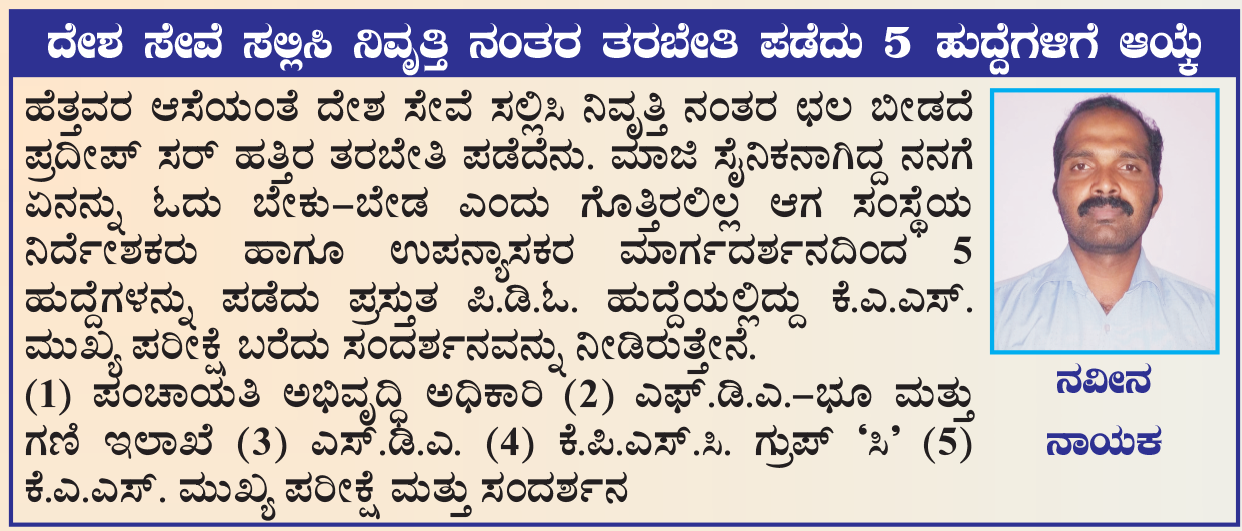 ದೇಶ ಸೇವೆ ಸಲ್ಲಿಸಿ ನಿವೃತ್ತಿ ನಂತರ ತರಬೇತಿ ಪಡೆದು 5 ಹುದ್ದೆಗಳಿಗೆ ಆಯ್ಕೆ
ಹೆತ್ತವರ ಆಸೆಯಂತೆ ದೇಶ ಸೇವೆ ಸಲ್ಲಿಸಿ ನಿವೃತ್ತಿ ನಂತರ ಛಲ ಬೀಡದೆ
ಪ್ರದೀಪ್ ಸರ್ ಹತ್ತಿರ ತರಬೇತಿ ಪಡೆದೆನು. ಮಾಜಿ ಸೈನಿಕನಾಗಿದ್ದ ನನಗೆ
ಏನನ್ನು ಓದು ಬೇಕು–ಬೇಡ ಎಂದು ಗೊತ್ತಿರಲಿಲ್ಲ ಆಗ ಸಂಸ್ಥೆಯ
ನಿರ್ದೇಶಕರು ಹಾಗೂ ಉಪನ್ಯಾಸಕರ ಮಾರ್ಗದರ್ಶನದಿಂದ 5
ಹುದ್ದೆಗಳನ್ನು ಪಡೆದು ಪ್ರಸ್ತುತ ಪಿ.ಡಿ.ಓ. ಹುದ್ದೆಯಲ್ಲಿದ್ದು ಕೆ.ಎ.ಎಸ್.
ಮುಖ್ಯ ಪರೀಕ್ಷೆ ಬರೆದು ಸಂದರ್ಶನವನ್ನು ನೀಡಿರುತ್ತೇನೆ.
(1) ಪಂಚಾಯತಿ ಅಭಿವೃದ್ಧಿ ಅಧಿಕಾರಿ (2) ಎಫ್.ಡಿ.ಎ.–ಭೂ ಮತ್ತು
ಗಣಿ ಇಲಾಖೆ (3) ಎಸ್.ಡಿ.ಎ. (4) ಕೆ.ಪಿ.ಎಸ್.ಸಿ. ಗ್ರುಪ್ ‘ಸಿ’ (5)
ಕೆ.ಎ.ಎಸ್. ಮುಖ್ಯ ಪರೀಕ್ಷೆ ಮತ್ತು ಸಂದರ್ಶನ
ನವೀನ
ನಾಯಕ